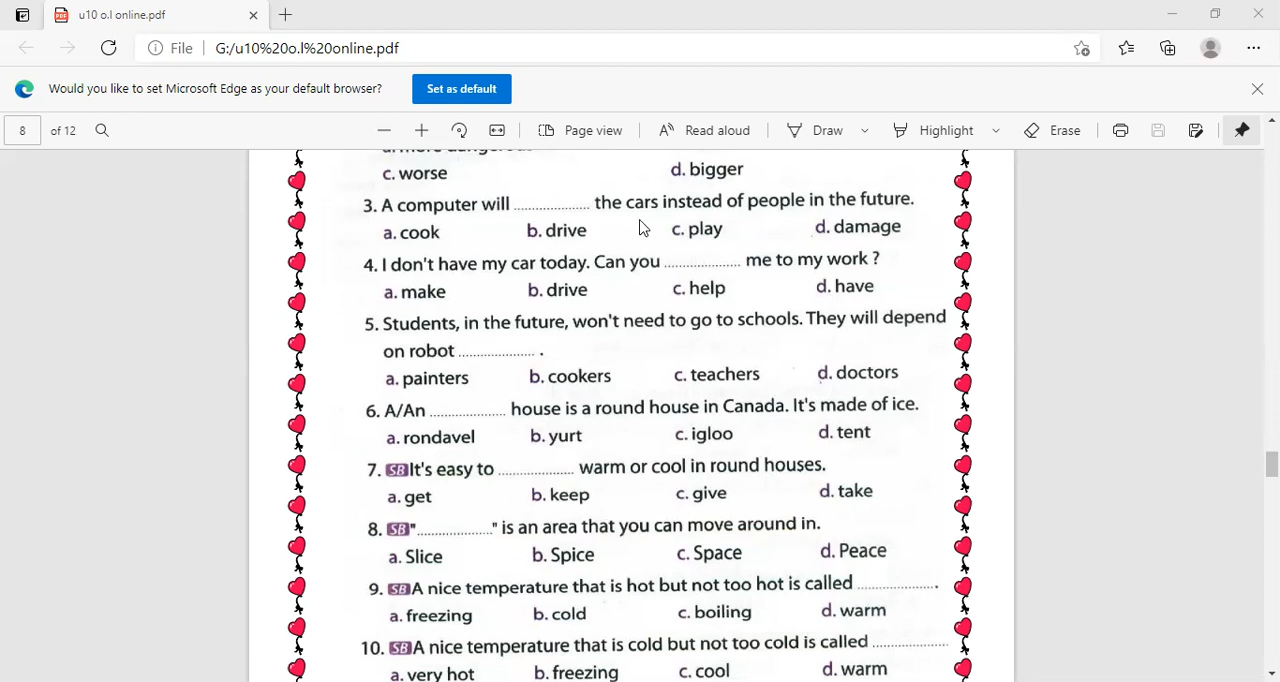 u10 o.l online.pdf
File G:/u10%20o.l%20online.pdf
Would you like to set Microsoft Edge as your default browser? Set as default
8 of 12 Page view Read aloud Draw Highlight Erase
c. worse d. bigger
3. A computer will .................... the cars instead of people in the future.
a. cook b. drive c. play d. damage
4. I don't have my car today. Can you .................... me to my work ?
a. make b. drive c. help d. have
5. Students, in the future, won't need to go to schools. They will depend
on robot .................... .
a. painters b. cookers c. teachers d. doctors
6. A/An .................... house is a round house in Canada. It's made of ice.
a. rondavel b. yurt c. igloo d. tent
7. SB It's easy to .................... warm or cool in round houses.
a. get b. keep c. give d. take
8. SB "...................." is an area that you can move around in.
a. Slice b. Spice c. Space d. Peace
9. SB A nice temperature that is hot but not too hot is called .................... .
a. freezing b. cold c. boiling d. warm
10. SB A nice temperature that is cold but not too cold is called ....................
a. very hot b. freezing c. cool d. warm